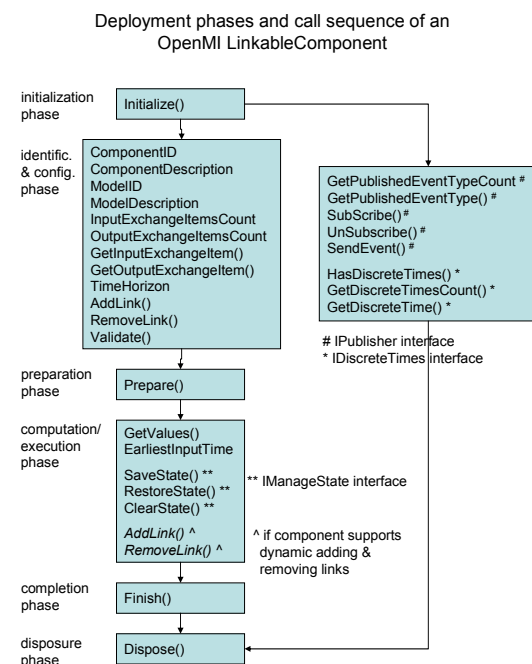 Deployment phases and call sequence of an
OpenMI LinkableComponent
initialization
phase
Initialize()
identific.
& config.
phase
ComponentID
ComponentDescription
ModelID
ModelDescription
InputExchangeItemsCount
OutputExchangeItemsCount
GetInputExchangeItem()
GetOutputExchangeItem()
TimeHorizon
AddLink()
RemoveLink()
Validate()
GetPublishedEventTypeCount #
GetPublishedEventType() #
SubScribe() #
UnSubscribe() #
SendEvent() #
HasDiscreteTimes() *
GetDiscreteTimesCount() *
GetDiscreteTime() *
# IPublisher interface
* IDiscreteTimes interface
preparation
phase
Prepare()
computation/
execution
phase
GetValues()
EarliestInputTime
SaveState() **
RestoreState() **
ClearState() **
AddLink() ^
RemoveLink() ^
** IManageState interface
^ if component supports
dynamic adding &
removing links
completion
phase
Finish()
disposure
phase
Dispose()